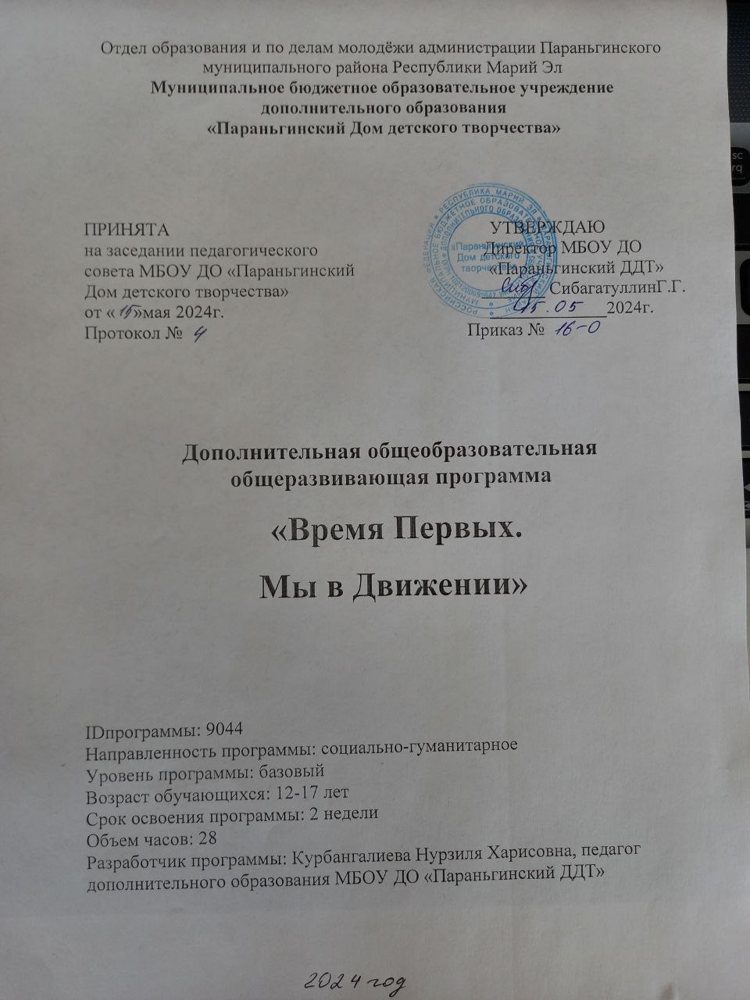 Отдел образования и по делам молодёжи администрации Параньгинского
муниципального района Республики Марий Эл
Муниципальное бюджетное образовательное учреждение
дополнительного образования
«Параньгинский Дом детского творчества»
ПРИНЯТА
на заседании педагогического
совета МБОУ ДО «Параньгинский
Дом детского творчества»
от «15»мая 2024г.
Протокол № 4
УТВЕРЖДАЮ
Директор МБОУ ДО
«Параньгинский ДДТ»
СибагатуллинГ.Г.
15.05 2024г.
Приказ № 16-О
«Параньгинский
Дом детского
творчества»
Дополнительная общеобразовательная
общеразвивающая программа
«Время Первых.
Мы в Движении»
IDпрограммы: 9044
Направленность программы: социально-гуманитарное
Уровень программы: базовый
Возраст обучающихся: 12-17 лет
Срок освоения программы: 2 недели
Объем часов: 28
Разработчик программы: Курбангалиева Нурзиля Харисовна, педагог
дополнительного образования МБОУ ДО «Параньгинский ДДТ»
2024 год